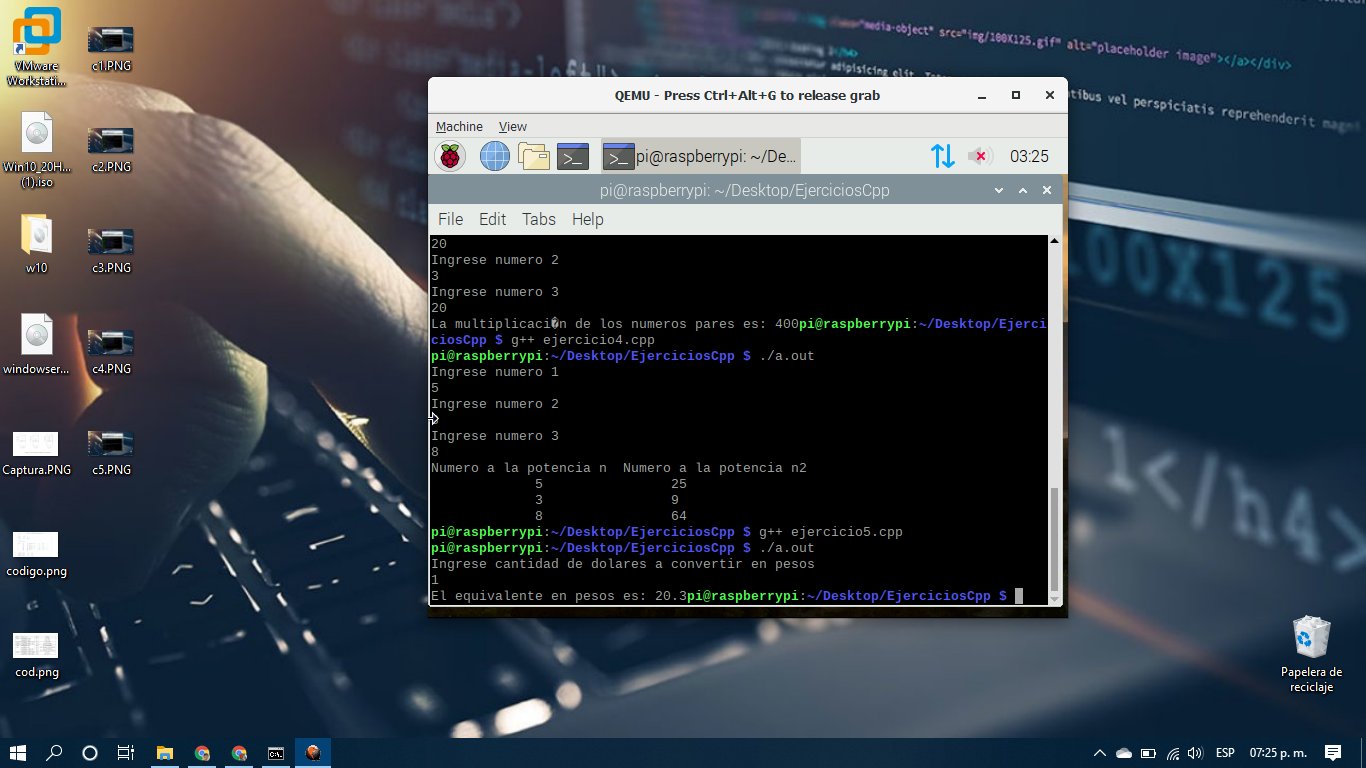 VMware
Workstati...
c1.PNG
Win10_20H...
(1).iso
c2.PNG
w10
c3.PNG
windowser...
c4.PNG
Captura.PNG
c5.PNG
codigo.png
cod.png
"media-object" src="img/100X125.gif" alt="placeholder image"></a></div>
adipisicing elit.
vel perspiciatis reprehenderit magni
100X125
1</h4>
QEMU - Press Ctrl+Alt+G to release grab
Machine View
pi@raspberrypi: ~/De...
03:25
pi@raspberrypi: ~/Desktop/EjerciciosCpp
File Edit Tabs Help
20
Ingrese numero 2
3
Ingrese numero 3
20
La multiplicaci�n de los numeros pares es: 400pi@raspberrypi:~/Desktop/Ejerci
ciosCpp $ g++ ejercicio4.cpp
pi@raspberrypi:~/Desktop/EjerciciosCpp $ ./a.out
Ingrese numero 1
5
Ingrese numero 2
Ingrese numero 3
8
Numero a la potencia n  Numero a la potencia n2
5 25
3 9
8 64
pi@raspberrypi:~/Desktop/EjerciciosCpp $ g++ ejercicio5.cpp
pi@raspberrypi:~/Desktop/EjerciciosCpp $ ./a.out
Ingrese cantidad de dolares a convertir en pesos
1
El equivalente en pesos es: 20.3pi@raspberrypi:~/Desktop/EjerciciosCpp $
Papelera de
reciclaje
ESP
07:25 p. m.